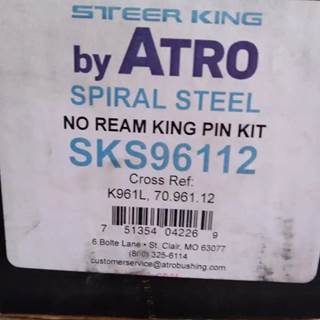 STEER KING
by ATRO
SPIRAL STEEL
NO REAM KING PIN KIT
SKS96112
Cross Ref:
K961L, 70.961.12
7 51354 04226 9
6 Bolte Lane • St. Clair, MO 63077
(800) 325-6114
customerservice@atrobushing.com